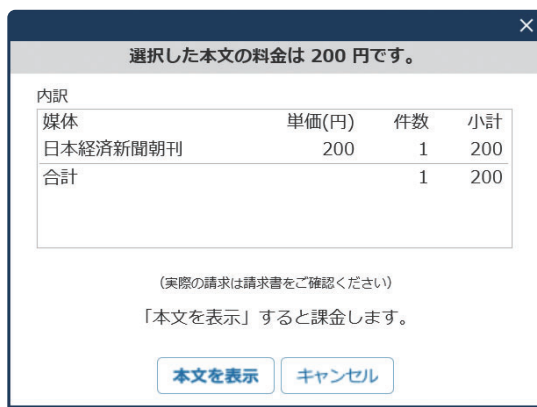 選択した本文の料金は 200 円です。
内訳
媒体 単価(円) 件数 小計
日本経済新聞朝刊 200 1 200
合計 1 200
(実際の請求は請求書をご確認ください)
「本文を表示」すると課金します。
本文を表示 キャンセル